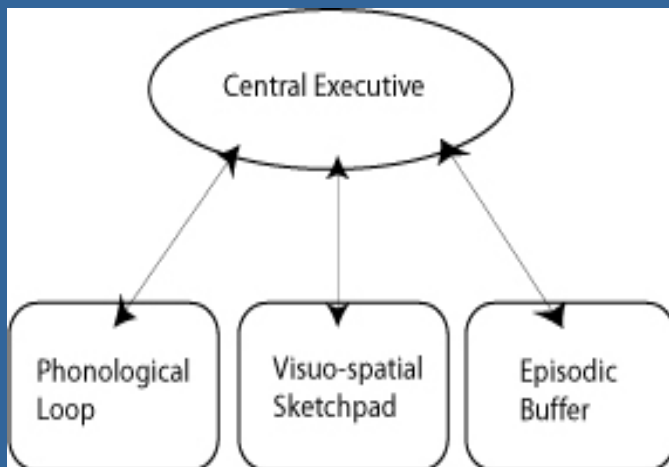 Central Executive
Phonological
Loop
Visuo-spatial
Sketchpad
Episodic
Buffer